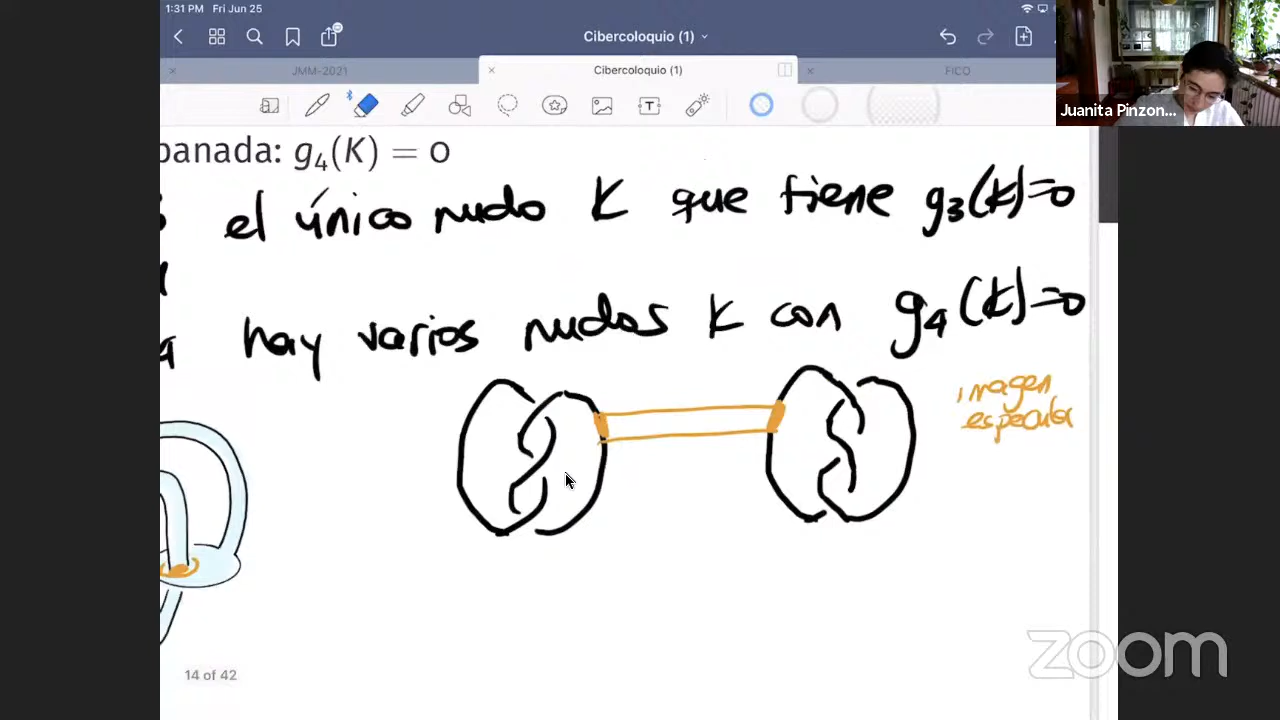 1:31 PM Fri Jun 25
Cibercoloquio (1)
JMM-2021
Cibercoloquio (1)
FICO
Juanita Pinzon...
panada: g₄(K) = 0
el único nudo K que tiene g₃(K)=0
hay varios nudos K con g₄(K)=0
imagen
especular
14 of 42
zoom